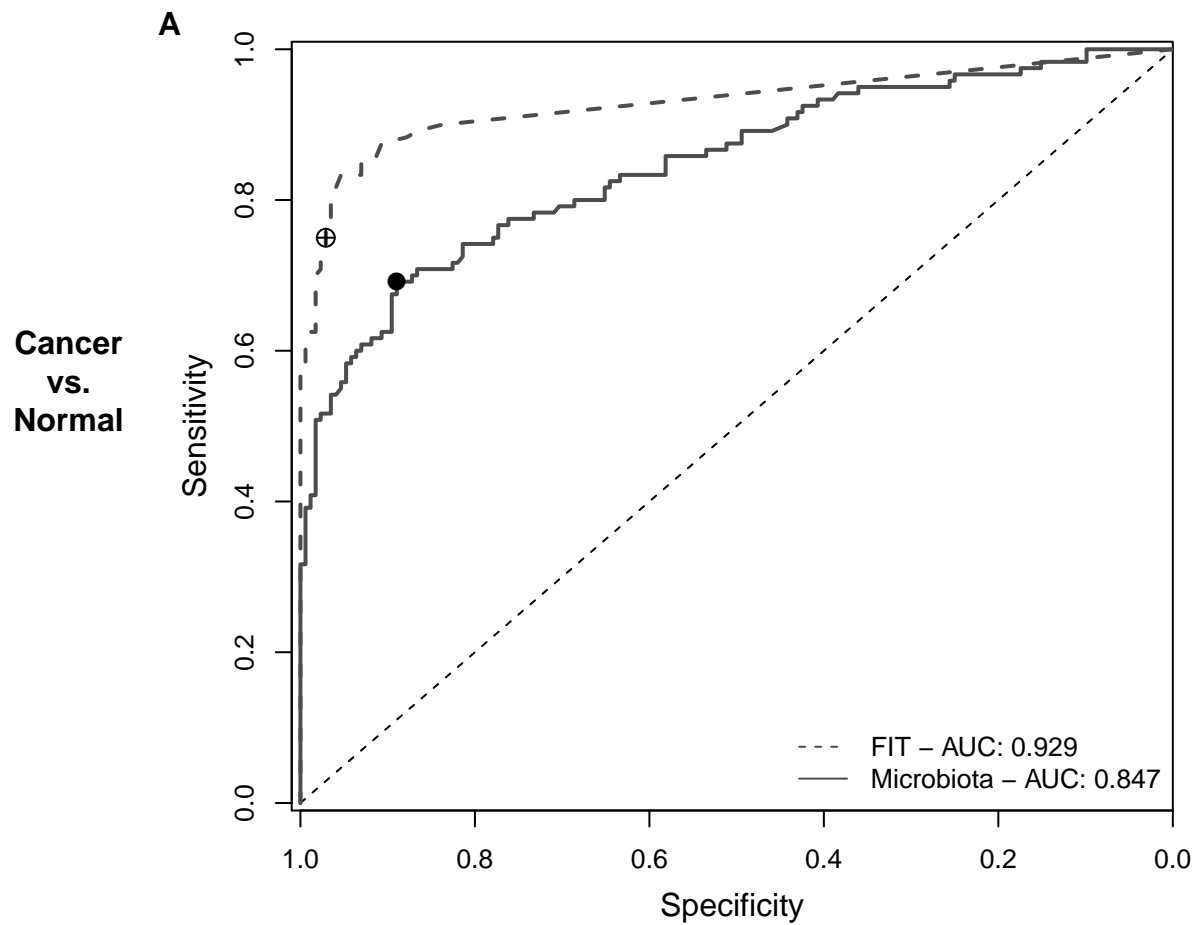 A
Cancer
vs.
Normal
Sensitivity
1.0
0.8
0.6
0.4
0.2
0.0
FIT − AUC: 0.929
Microbiota − AUC: 0.847
1.0 0.8 0.6 0.4 0.2 0.0
Specificity